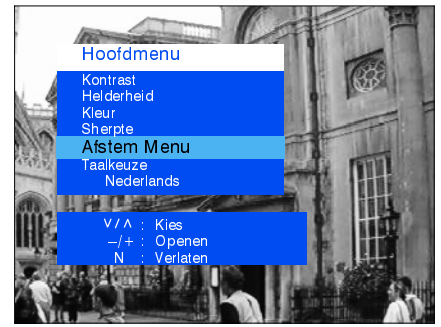 Hoofdmenu
Kontrast
Helderheid
Kleur
Sherpte
Afstem Menu
Taalkeuze
Nederlands
V / Λ : Kies
–/+ : Openen
N : Verlaten